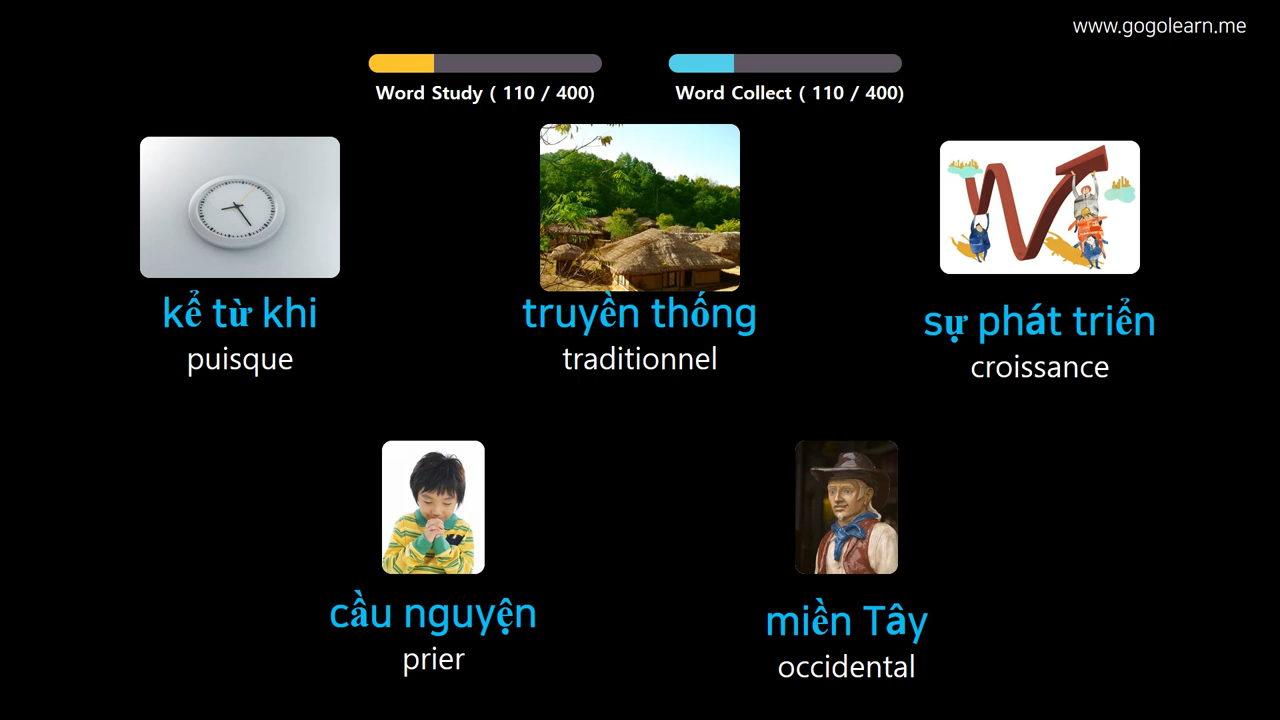 www.gogolearn.me
Word Study ( 110 / 400)
Word Collect ( 110 / 400)
kể từ khi
puisque
truyền thống
traditionnel
sự phát triển
croissance
cầu nguyện
prier
miền Tây
occidental